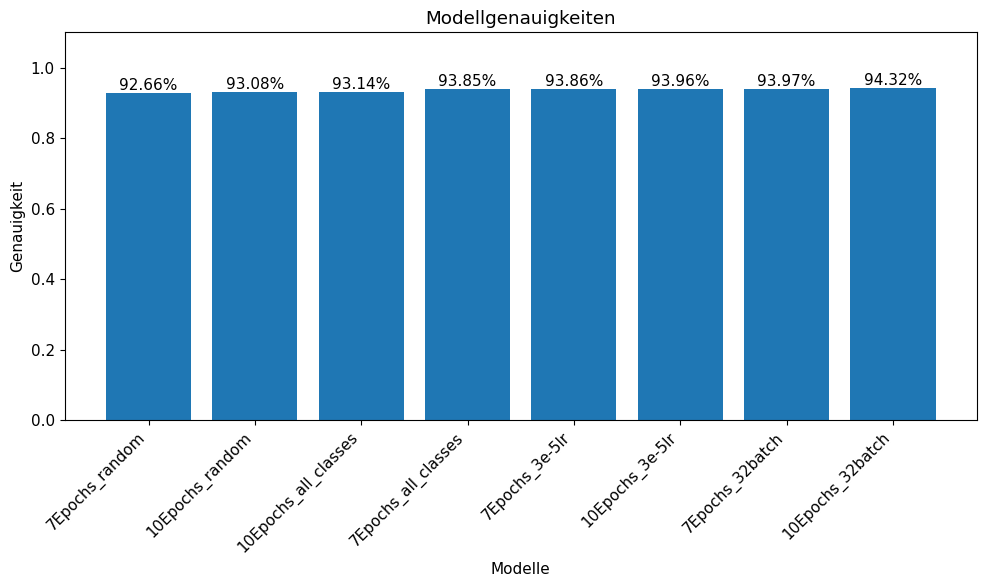 Modellgenauigkeiten
92.66%
93.08%
93.14%
93.85%
93.86%
93.96%
93.97%
94.32%
1.0
0.8
0.6
0.4
0.2
0.0
Genauigkeit
7Epochs_random
10Epochs_random
10Epochs_all_classes
7Epochs_all_classes
7Epochs_3e-5lr
10Epochs_3e-5lr
7Epochs_32batch
10Epochs_32batch
Modelle